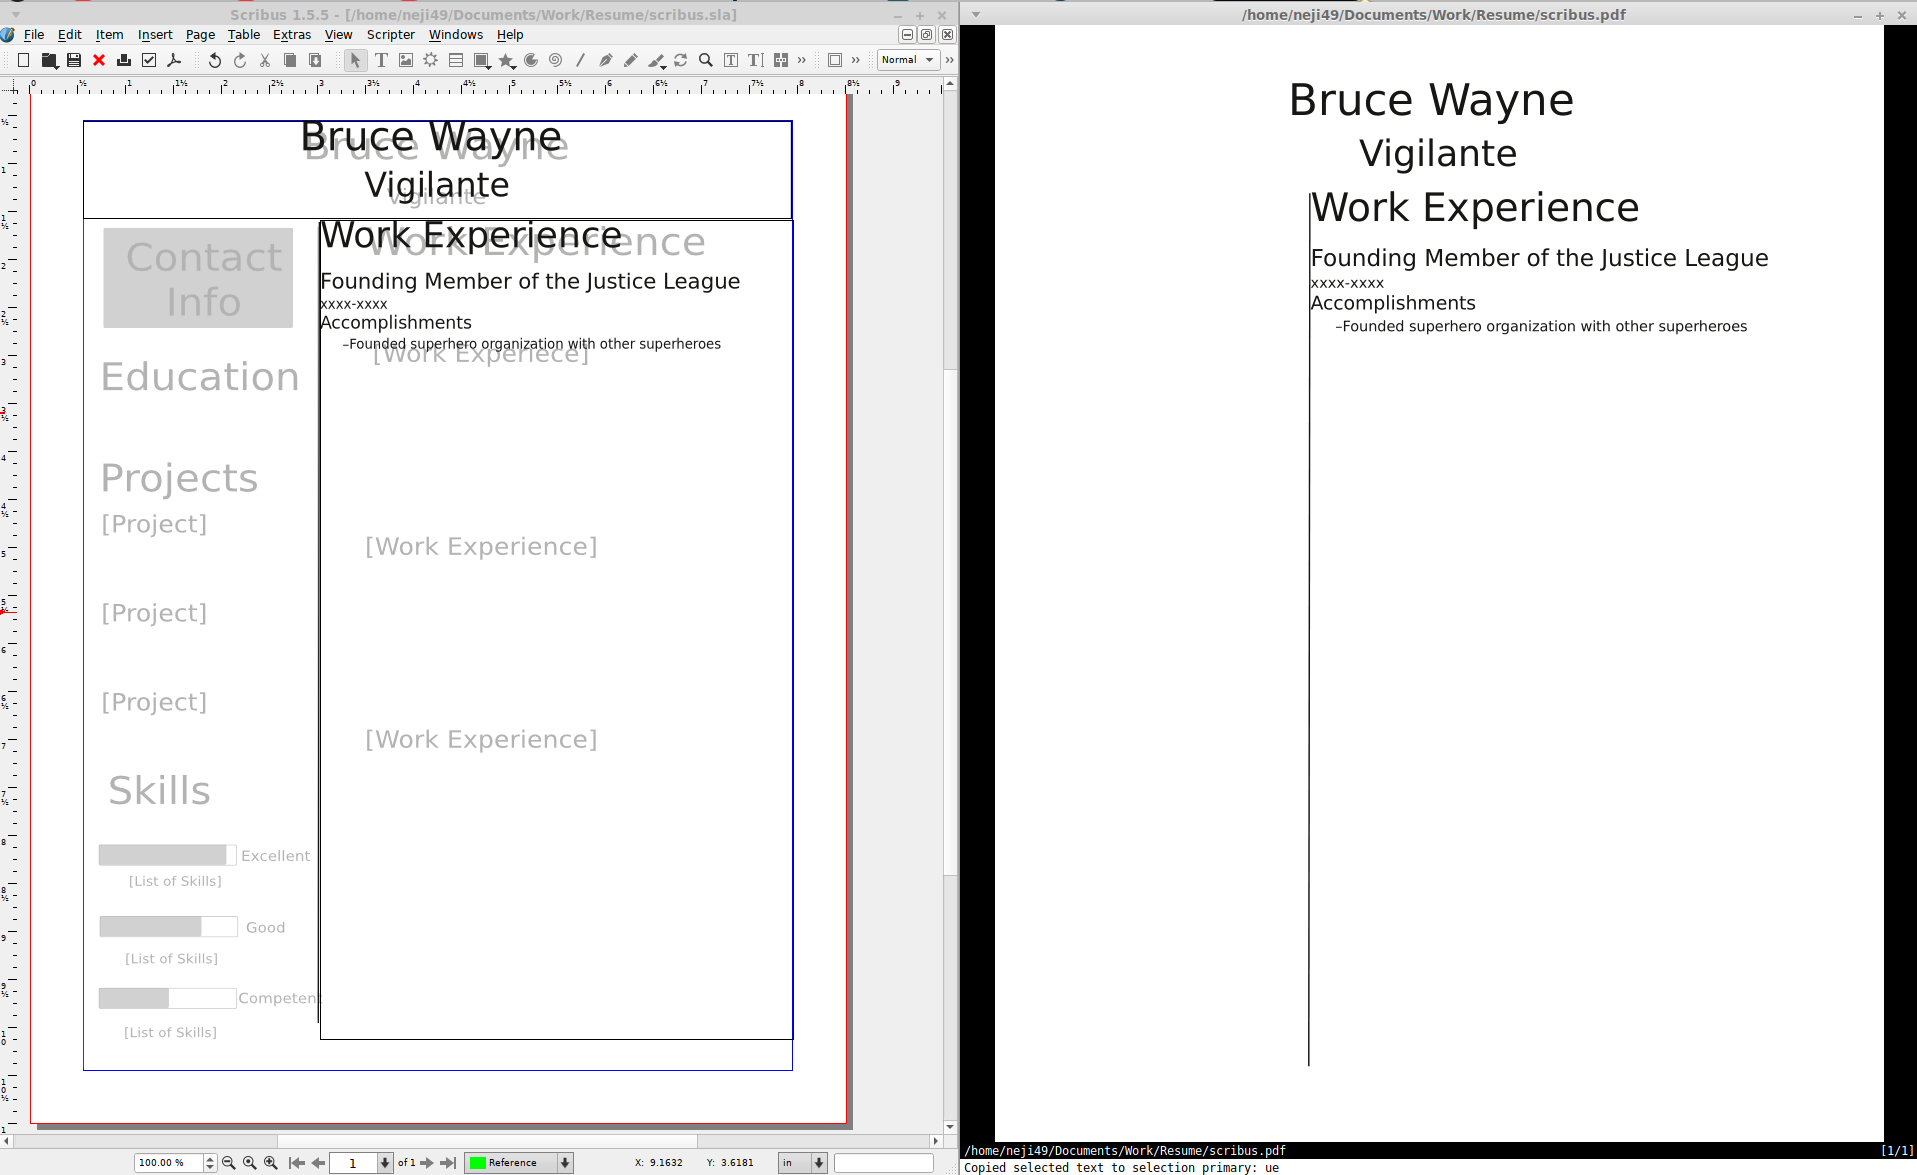 Scribus 1.5.5 - [/home/neji49/Documents/Work/Resume/scribus.sla]
File Edit Item Insert Page Table Extras View Scripter Windows Help
Normal
Bruce Wayne
Bruce Wayne
Vigilante
Vigilante
Work Experience
Work Experience
Contact
Info
Founding Member of the Justice League
xxxx-xxxx
Accomplishments
–Founded superhero organization with other superheroes
[Work Experiece]
Education
Projects
[Project]
[Work Experience]
[Project]
[Project]
[Work Experience]
Skills
Excellent
[List of Skills]
Good
[List of Skills]
Competent
[List of Skills]
100.00 % 1 of 1 Reference X: 9.1632 Y: 3.6181 in
/home/neji49/Documents/Work/Resume/scribus.pdf
Bruce Wayne
Vigilante
Work Experience
Founding Member of the Justice League
xxxx-xxxx
Accomplishments
–Founded superhero organization with other superheroes
/home/neji49/Documents/Work/Resume/scribus.pdf [1/1]
Copied selected text to selection primary: ue